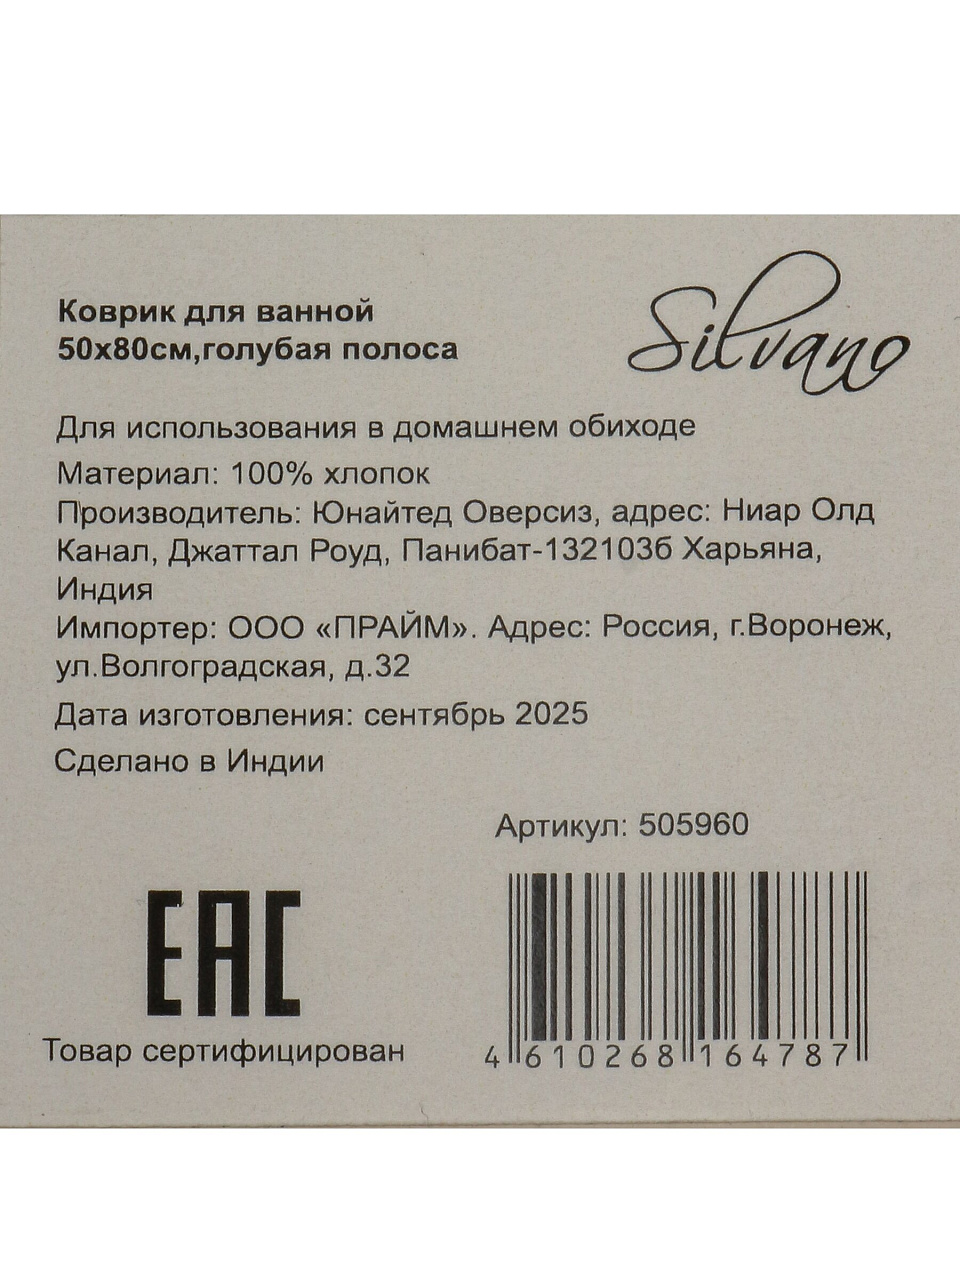 Silvano
Коврик для ванной
50х80см,голубая полоса
Для использования в домашнем обиходе
Материал: 100% хлопок
Производитель: Юнайтед Оверсиз, адрес: Ниар Олд
Канал, Джаттал Роуд, Панибат-132103б Харьяна,
Индия
Импортер: ООО «ПРАЙМ». Адрес: Россия, г.Воронеж,
ул.Волгоградская, д.32
Дата изготовления: сентябрь 2025
Сделано в Индии
Артикул: 505960
ЕАС
Товар сертифицирован
4 610268 164787